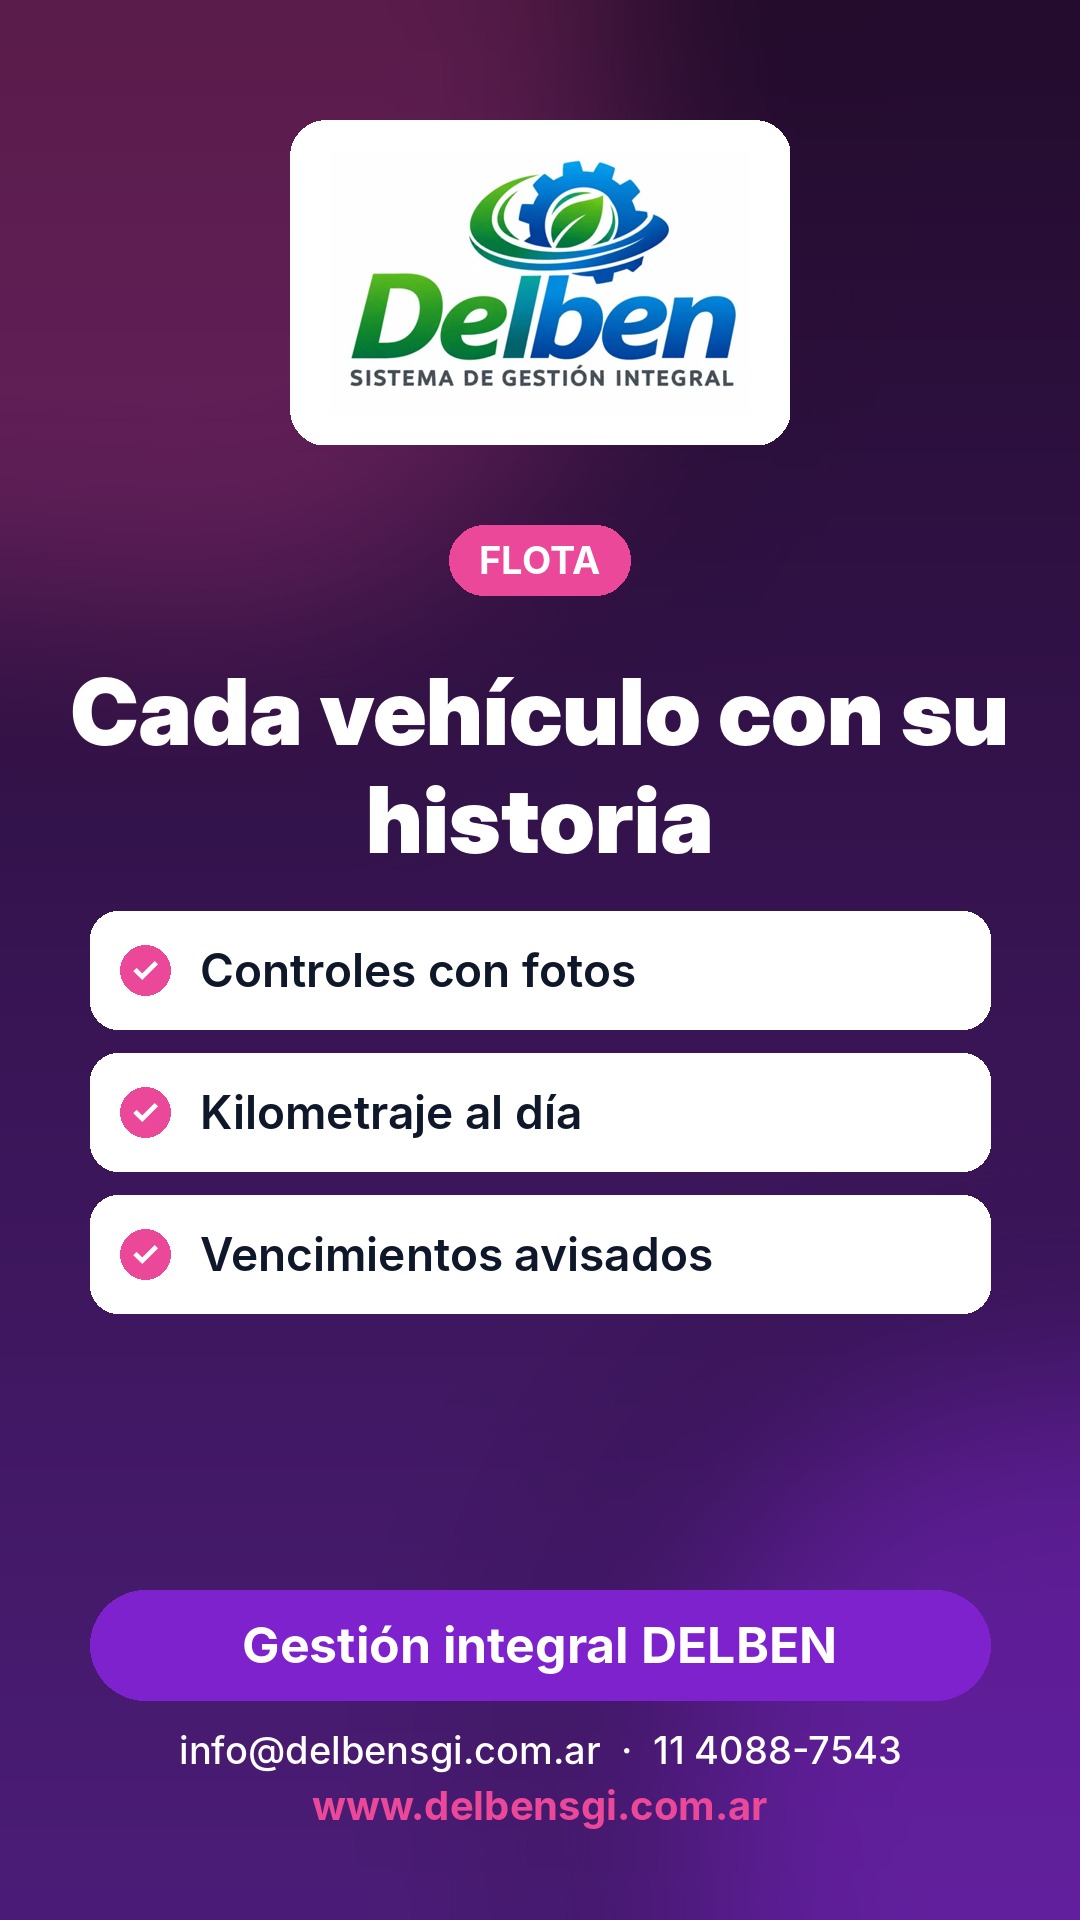 Delben
SISTEMA DE GESTIÓN INTEGRAL
FLOTA
Cada vehículo con su
historia
Controles con fotos
Kilometraje al día
Vencimientos avisados
Gestión integral DELBEN
info@delbensgi.com.ar · 11 4088-7543
www.delbensgi.com.ar